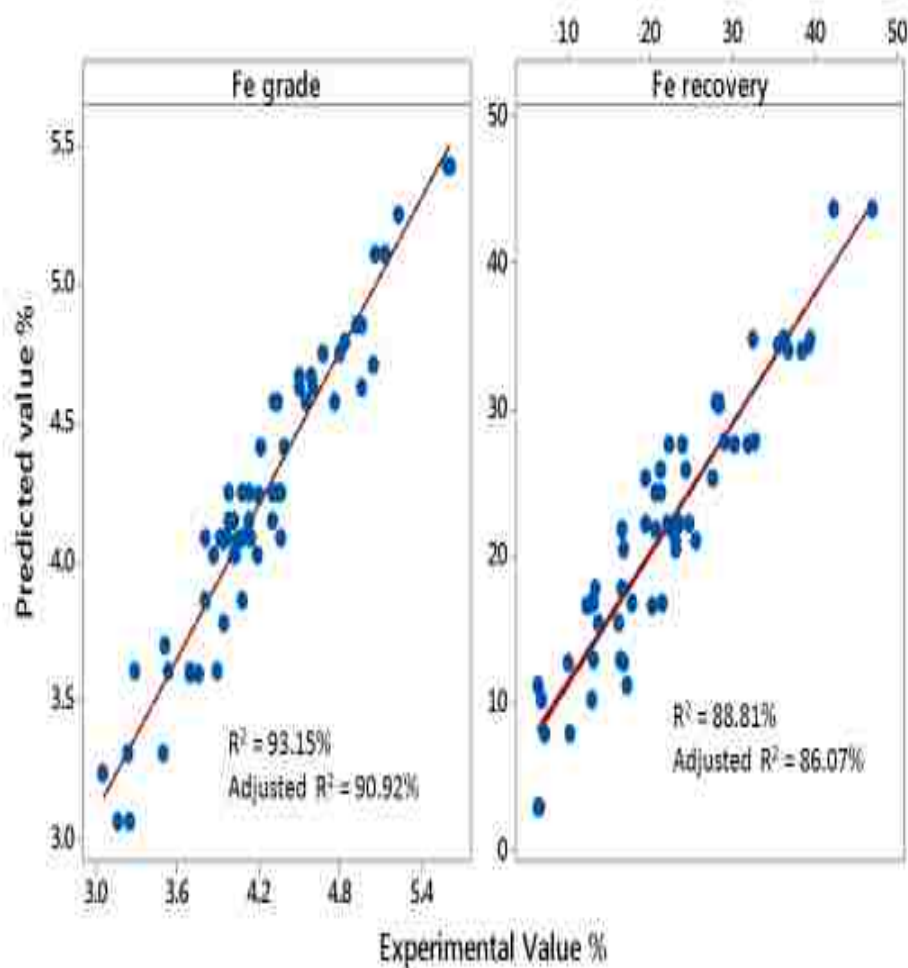 10 20 30 40 50
Fe grade
Fe recovery
5.5
5.0
4.5
4.0
3.5
3.0
Predicted value %
50
40
30
20
10
0
R² = 93.15%
Adjusted R² = 90.92%
R² = 88.81%
Adjusted R² = 86.07%
3.0 3.6 4.2 4.8 5.4
Experimental Value %